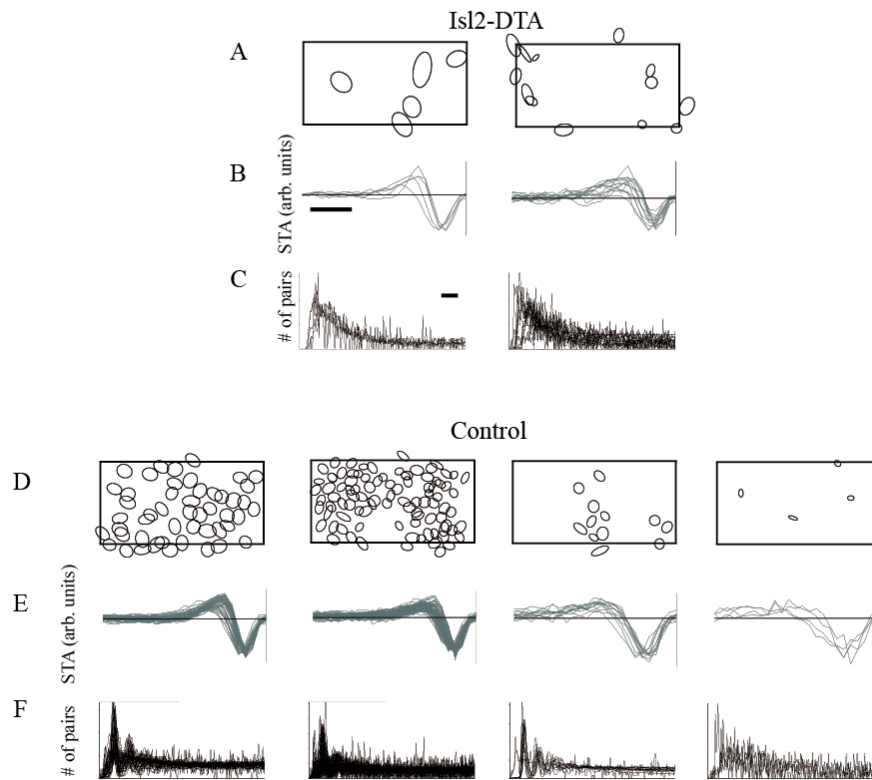 Isl2-DTA
A
B
STA (arb. units)
C
# of pairs
Control
D
E
STA (arb. units)
F
# of pairs